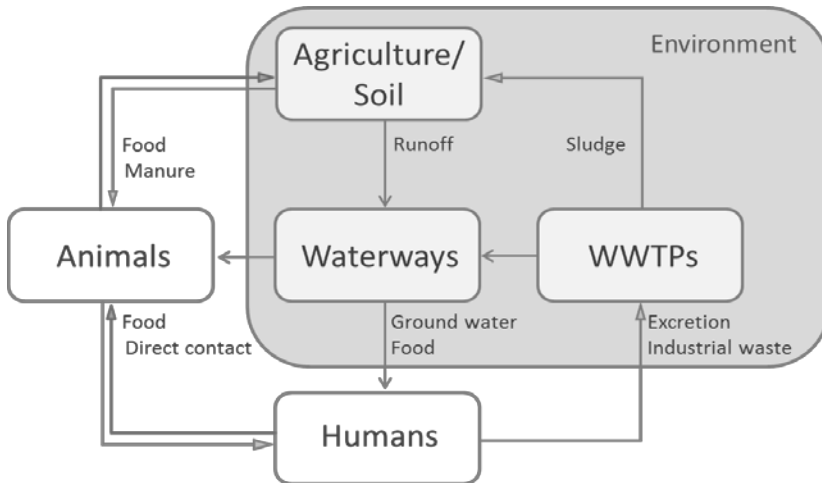 Environment
Agriculture/
Soil
Food
Manure
Runoff
Sludge
Animals
Waterways
WWTPs
Food
Direct contact
Ground water
Food
Excretion
Industrial waste
Humans